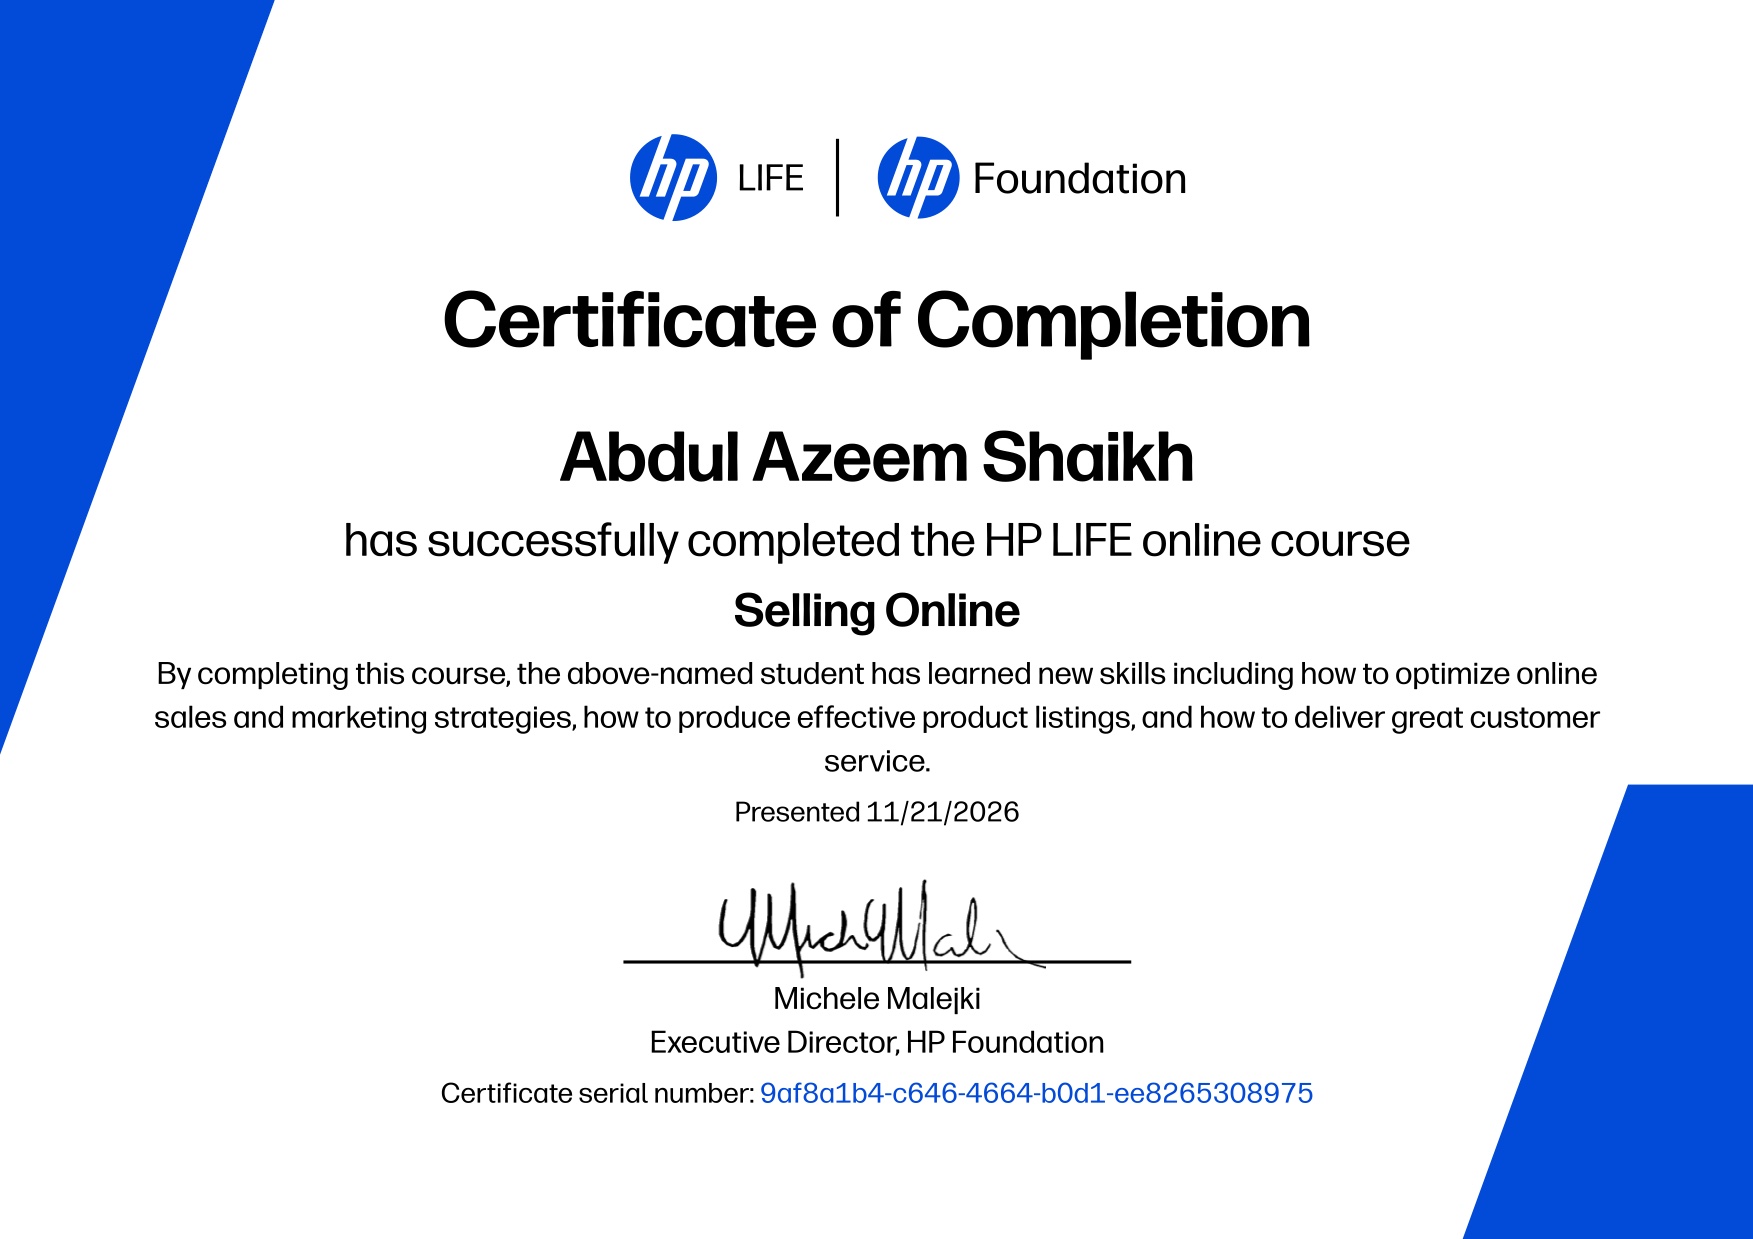 hp LIFE | hp Foundation
Certificate of Completion
Abdul Azeem Shaikh
has successfully completed the HP LIFE online course
Selling Online
By completing this course, the above-named student has learned new skills including how to optimize online
sales and marketing strategies, how to produce effective product listings, and how to deliver great customer
service.
Presented 11/21/2026
Michele Malejki
Executive Director, HP Foundation
Certificate serial number: 9af8a1b4-c646-4664-b0d1-ee8265308975